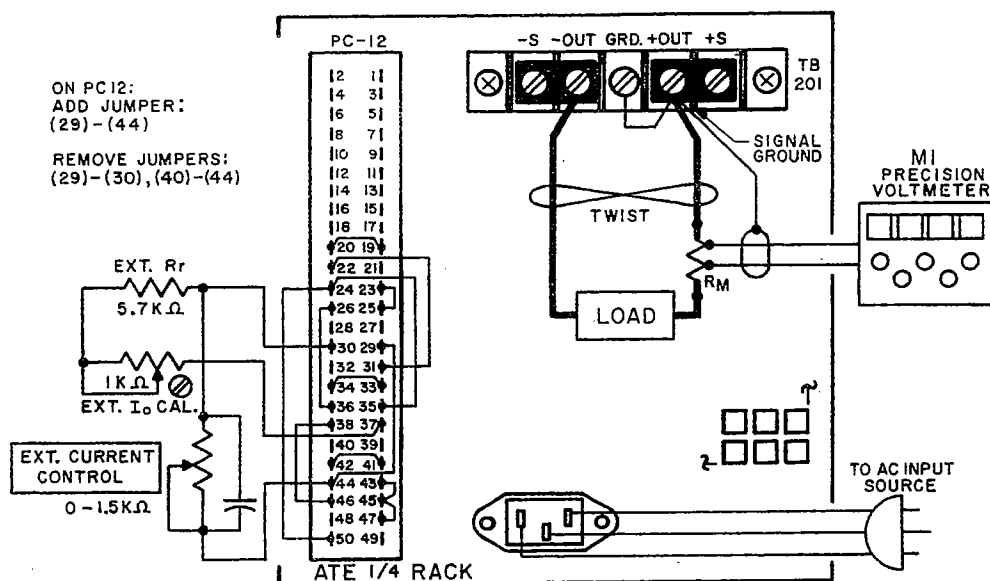 ON PC12:
ADD JUMPER:
(29)-(44)
REMOVE JUMPERS:
(29)-(30),(40)-(44)
PC-12
2 1
4 3
6 5
8 7
10 9
12 11
14 13
16 15
18 17
20 19
22 21
24 23
26 25
28 27
30 29
32 31
34 33
36 35
38 37
40 39
42 41
44 43
46 45
48 47
50 49
ATE 1/4 RACK
EXT. Rr
5.7KΩ
1KΩ
EXT. Io CAL.
EXT. CURRENT
CONTROL
0-1.5KΩ
-S -OUT GRD. +OUT +S
TB
201
SIGNAL
GROUND
TWIST
RM
LOAD
M1
PRECISION
VOLTMETER
TO AC INPUT
SOURCE